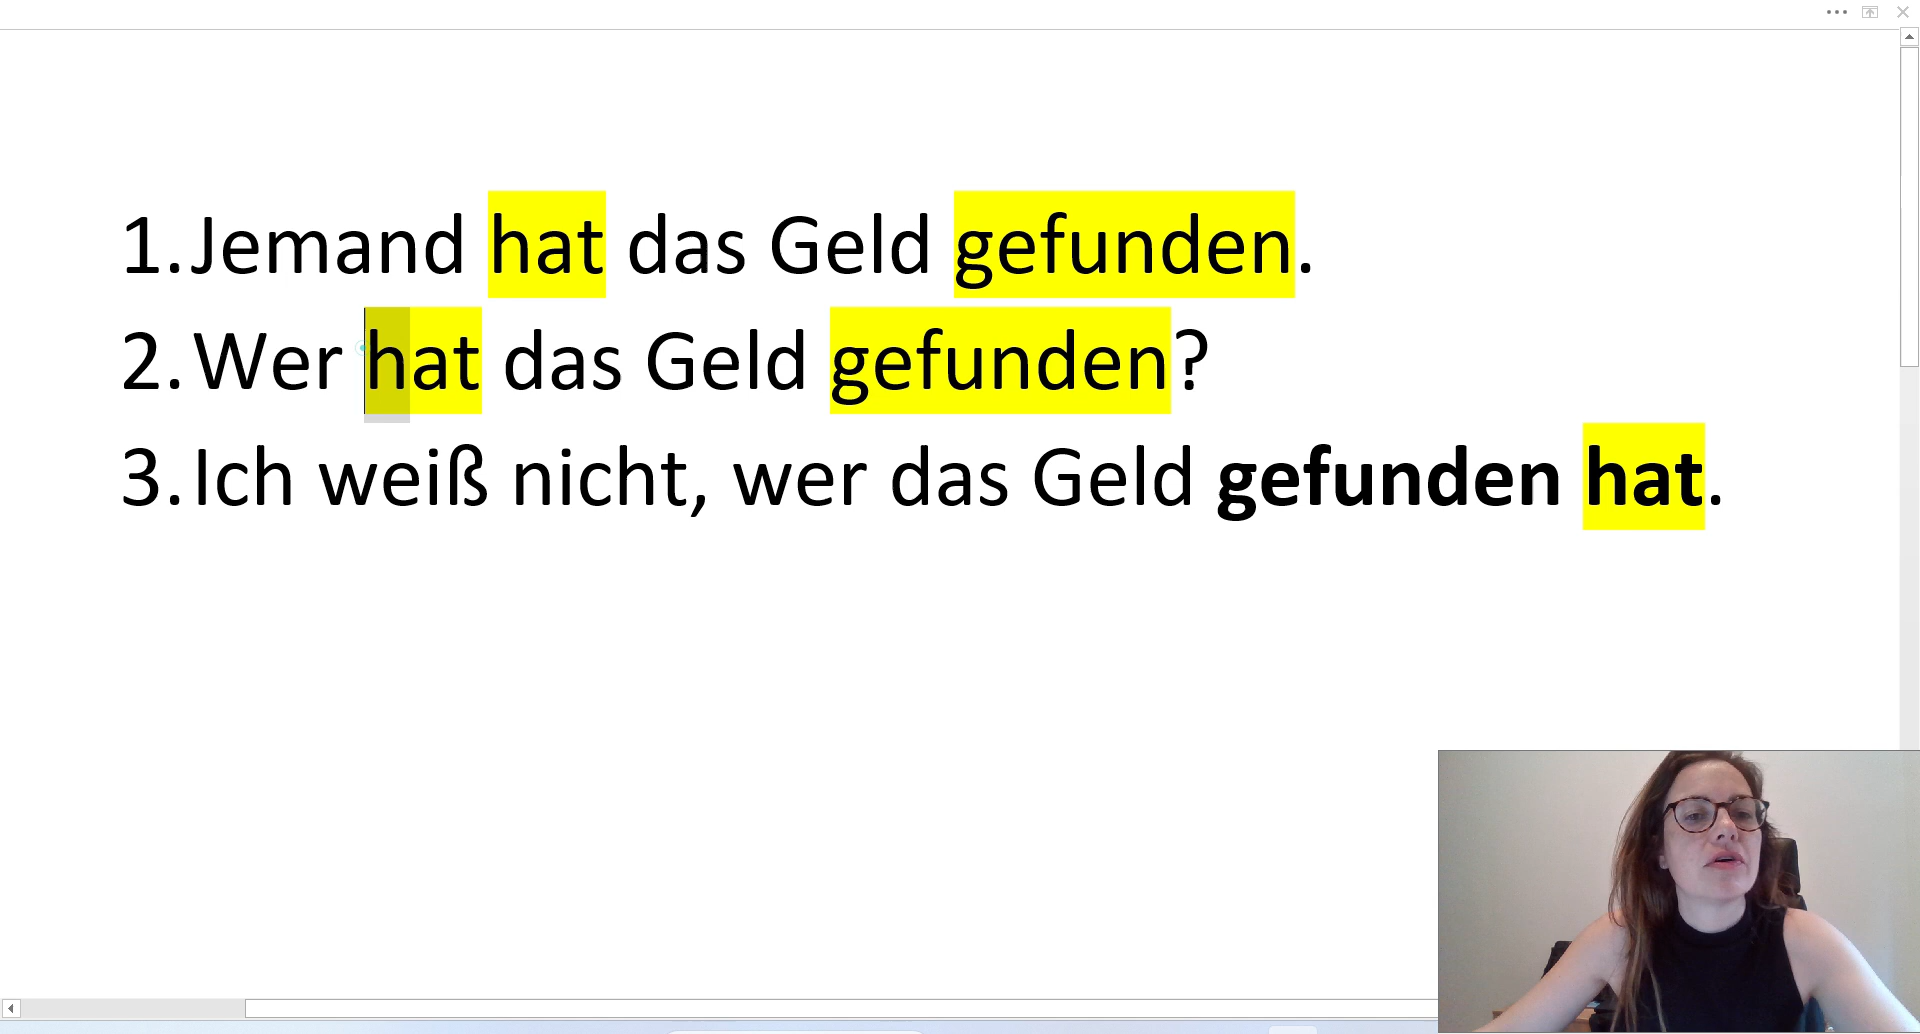 1. Jemand hat das Geld gefunden.
2. Wer hat das Geld gefunden?
3. Ich weiß nicht, wer das Geld gefunden hat.